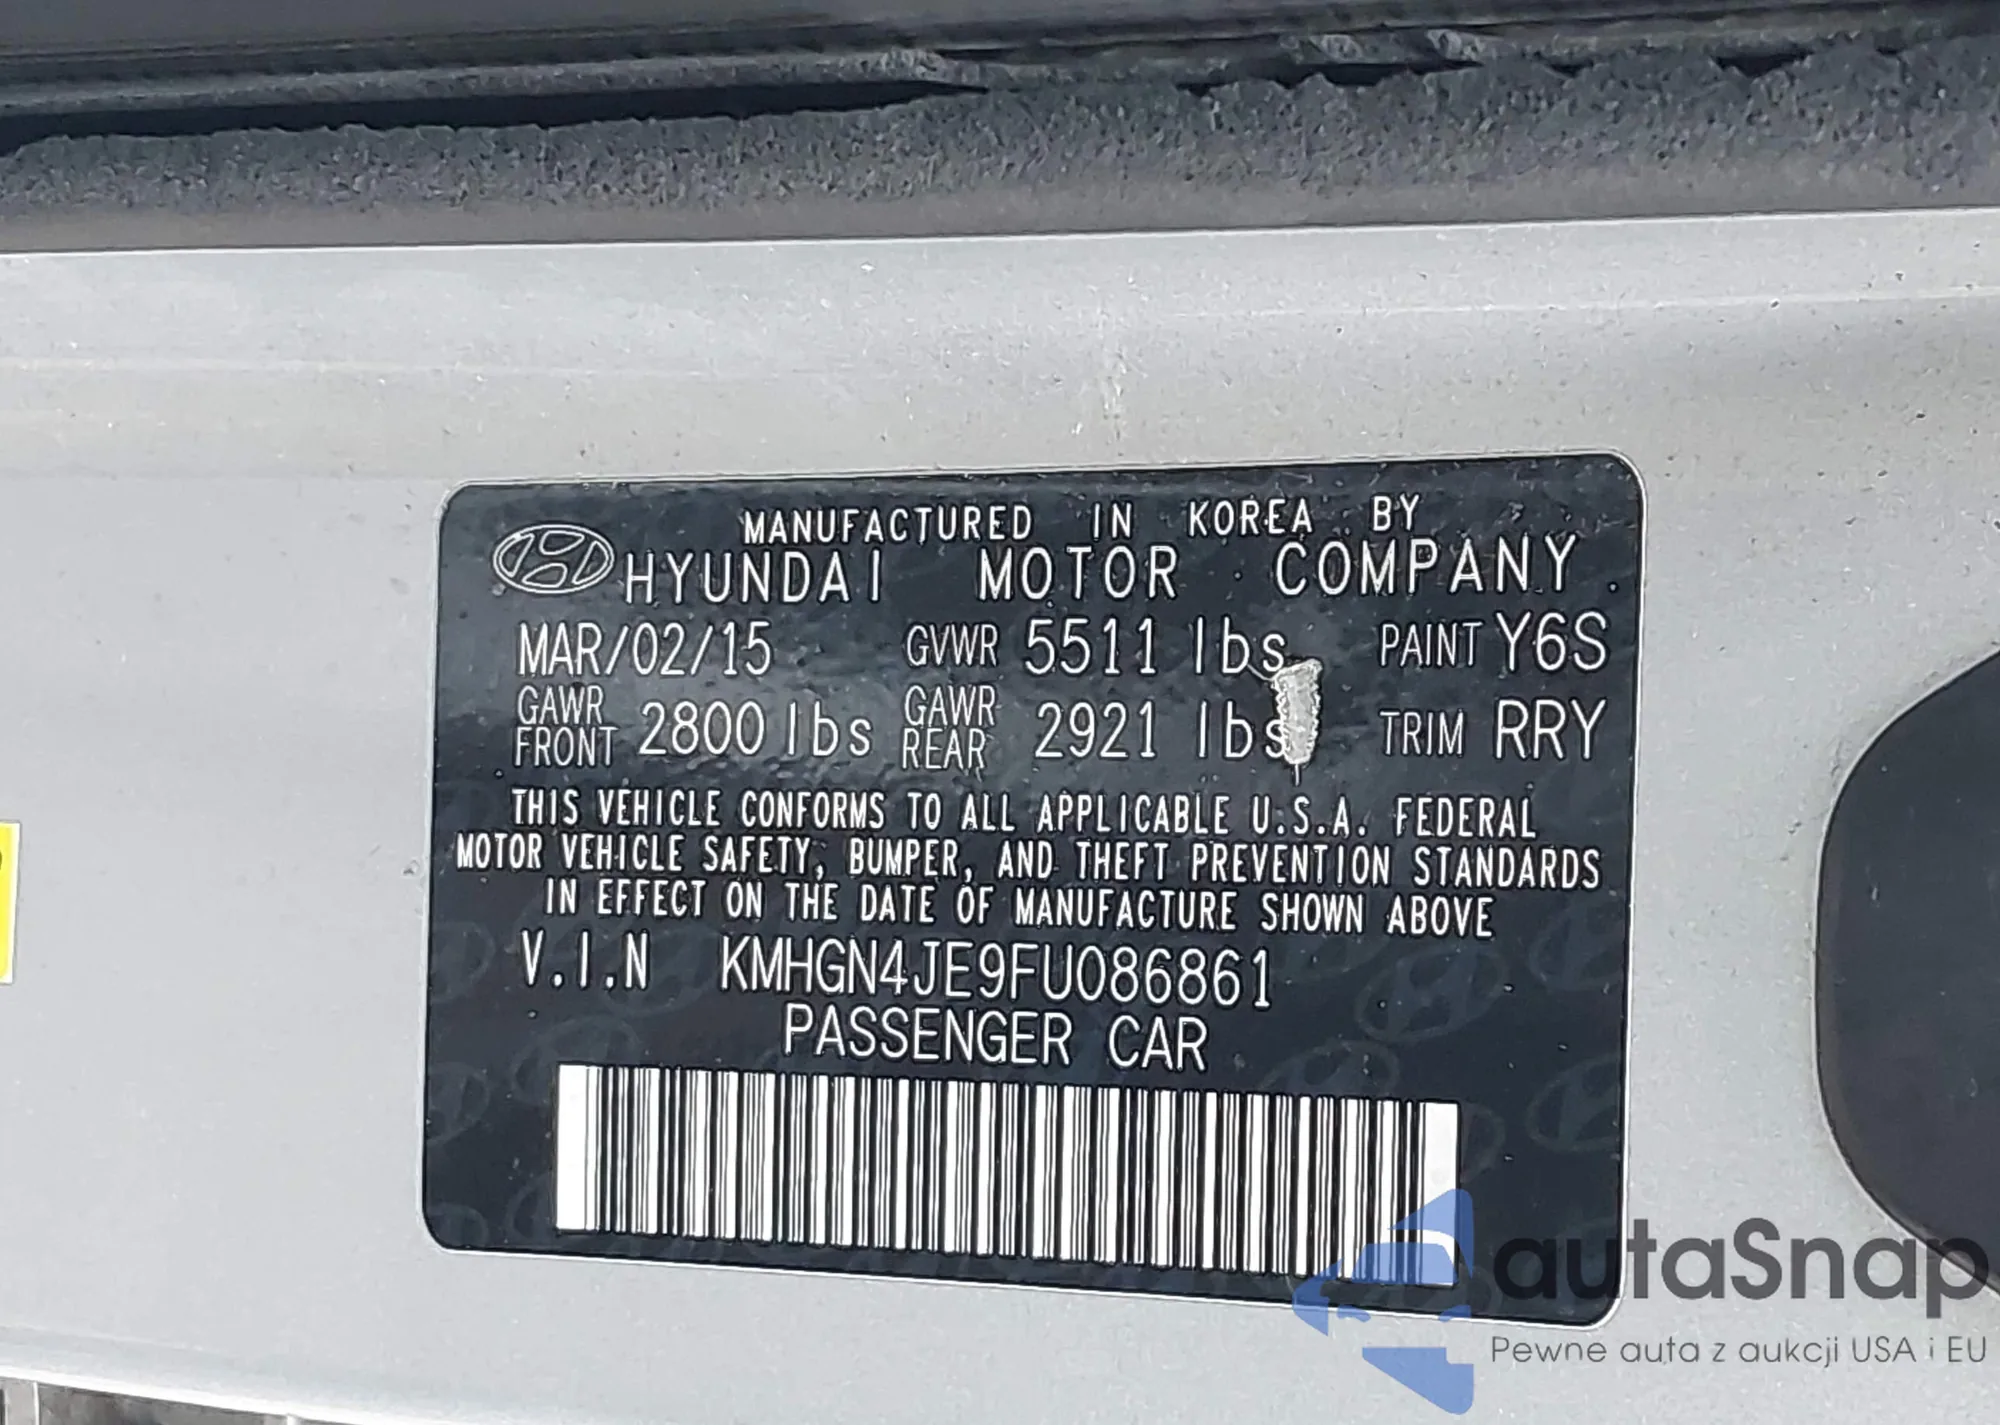 MANUFACTURED IN KOREA BY
HYUNDAI MOTOR COMPANY.
MAR/02/15 GVWR 5511 lbs PAINT Y6S
GAWR FRONT 2800 lbs GAWR REAR 2921 lbs TRIM RRY
THIS VEHICLE CONFORMS TO ALL APPLICABLE U.S.A. FEDERAL
MOTOR VEHICLE SAFETY, BUMPER, AND THEFT PREVENTION STANDARDS
IN EFFECT ON THE DATE OF MANUFACTURE SHOWN ABOVE
V.I.N KMHGN4JE9FU086861
PASSENGER CAR
autaSnap
Pewne auta z aukcji USA i EU